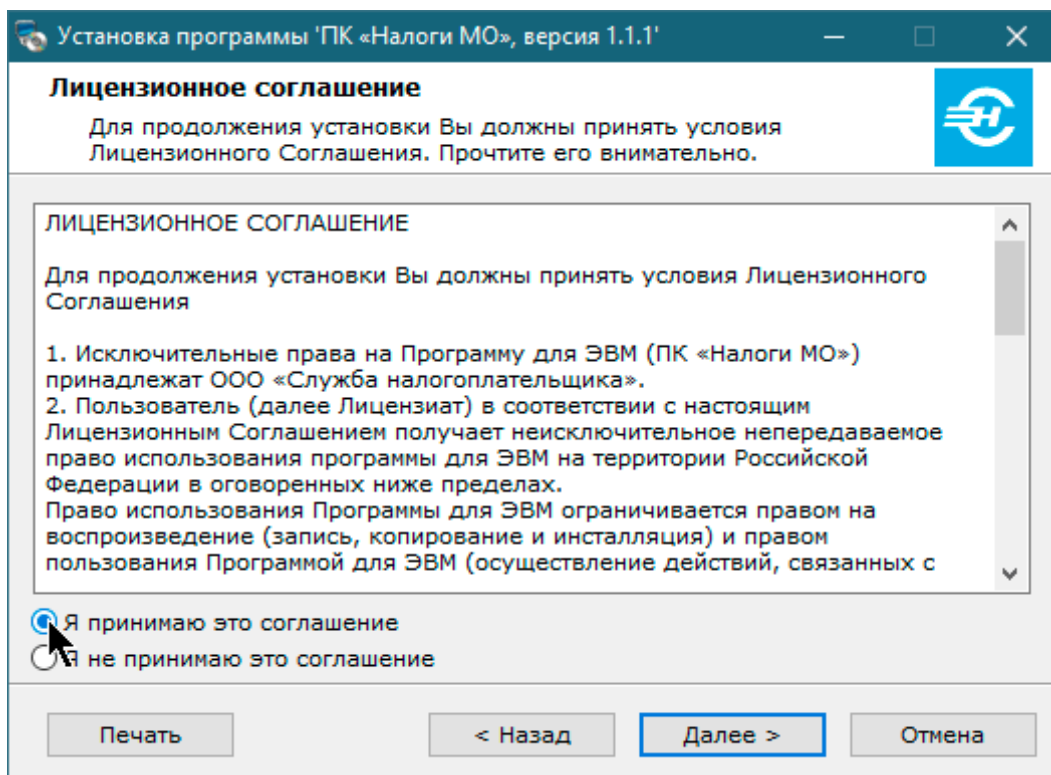 Установка программы 'ПК «Налоги МО», версия 1.1.1'
Лицензионное соглашение
Для продолжения установки Вы должны принять условия
Лицензионного Соглашения. Прочтите его внимательно.
Н
ЛИЦЕНЗИОННОЕ СОГЛАШЕНИЕ
Для продолжения установки Вы должны принять условия Лицензионного
Соглашения
1. Исключительные права на Программу для ЭВМ (ПК «Налоги МО»)
принадлежат ООО «Служба налогоплательщика».
2. Пользователь (далее Лицензиат) в соответствии с настоящим
Лицензионным Соглашением получает неисключительное непередаваемое
право использования программы для ЭВМ на территории Российской
Федерации в оговоренных ниже пределах.
Право использования Программы для ЭВМ ограничивается правом на
воспроизведение (запись, копирование и инсталляция) и правом
пользования Программой для ЭВМ (осуществление действий, связанных с
Я принимаю это соглашение
Я не принимаю это соглашение
Печать
< Назад
Далее >
Отмена